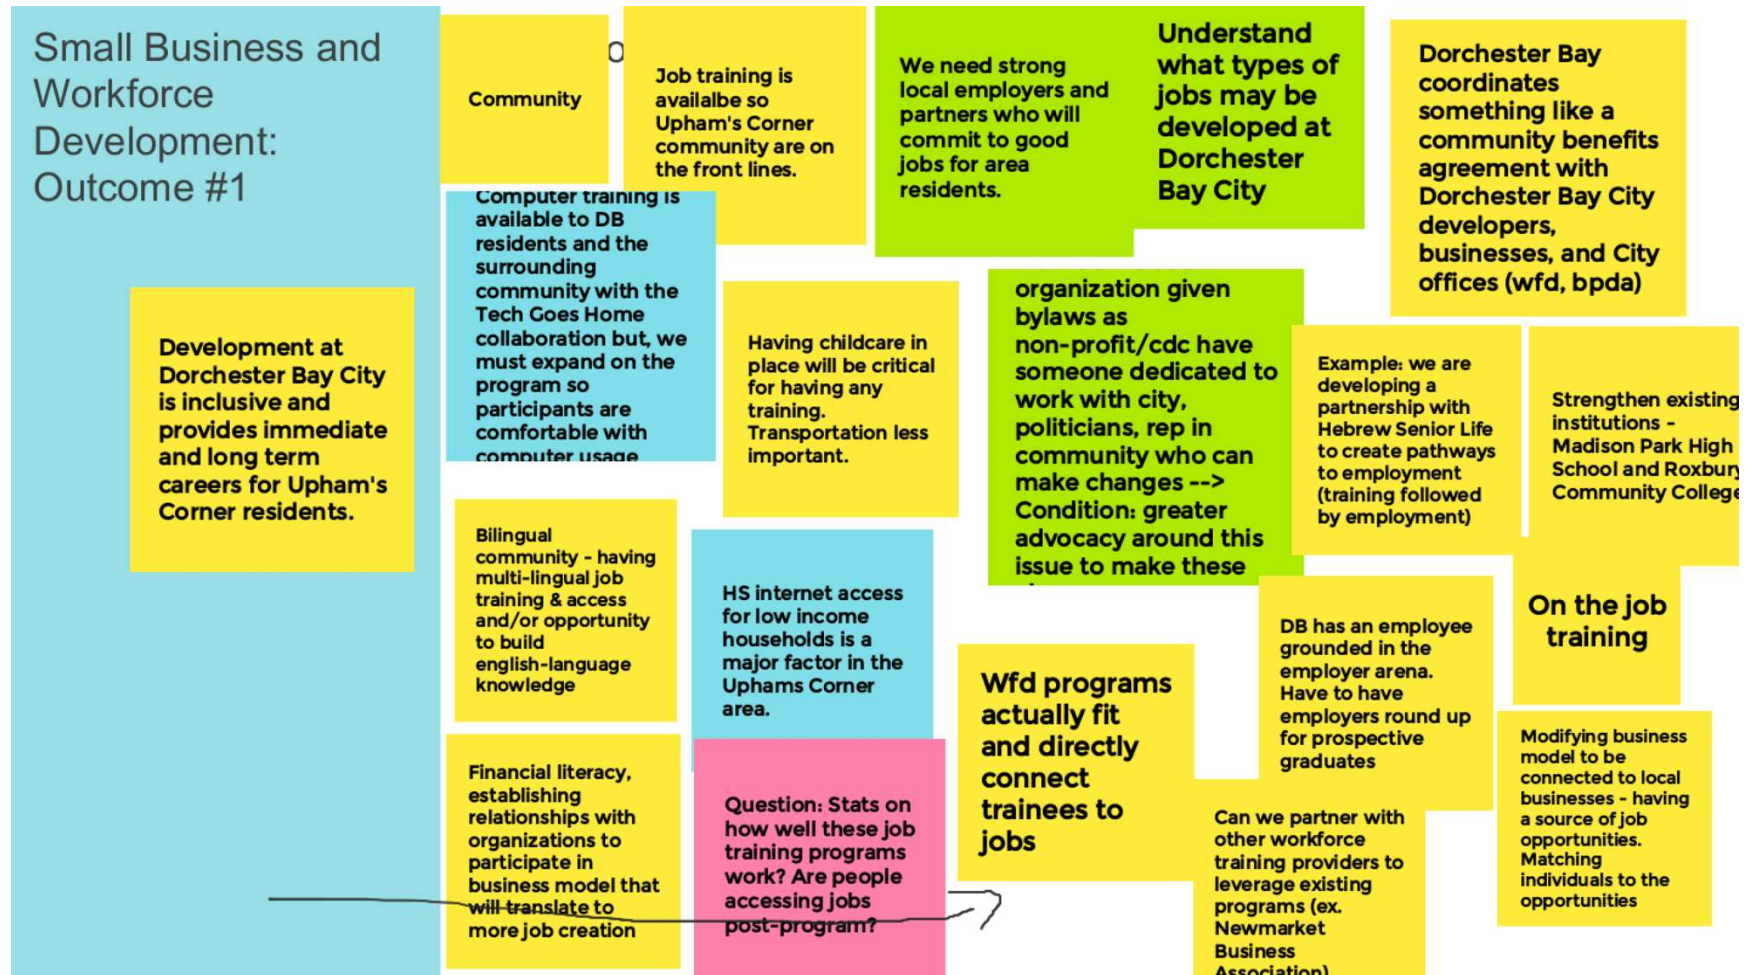 Small Business and
Workforce
Development:
Outcome #1
Development at
Dorchester Bay City
is inclusive and
provides immediate
and long term
careers for Upham's
Corner residents.
Community
Job training is
availalbe so
Upham's Corner
community are on
the front lines.
We need strong
local employers and
partners who will
commit to good
jobs for area
residents.
Understand
what types of
jobs may be
developed at
Dorchester
Bay City
Dorchester Bay
coordinates
something like a
community benefits
agreement with
Dorchester Bay City
developers,
businesses, and City
offices (wfd, bpda)
Computer training is
available to DB
residents and the
surrounding
community with the
Tech Goes Home
collaboration but, we
must expand on the
program so
participants are
comfortable with
computer usage
Having childcare in
place will be critical
for having any
training.
Transportation less
important.
organization given
bylaws as
non-profit/cdc have
someone dedicated to
work with city,
politicians, rep in
community who can
make changes -->
Condition: greater
advocacy around this
issue to make these
Example: we are
developing a
partnership with
Hebrew Senior Life
to create pathways
to employment
(training followed
by employment)
Strengthen existing
institutions -
Madison Park High
School and Roxbury
Community College
Bilingual
community - having
multi-lingual job
training & access
and/or opportunity
to build
english-language
knowledge
HS internet access
for low income
households is a
major factor in the
Uphams Corner
area.
Wfd programs
actually fit
and directly
connect
trainees to
jobs
DB has an employee
grounded in the
employer arena.
Have to have
employers round up
for prospective
graduates
On the job
training
Financial literacy,
establishing
relationships with
organizations to
participate in
business model that
will translate to
more job creation
Question: Stats on
how well these job
training programs
work? Are people
accessing jobs
post-program?
Can we partner with
other workforce
training providers to
leverage existing
programs (ex.
Newmarket
Business
Association)
Modifying business
model to be
connected to local
businesses - having
a source of job
opportunities.
Matching
individuals to the
opportunities